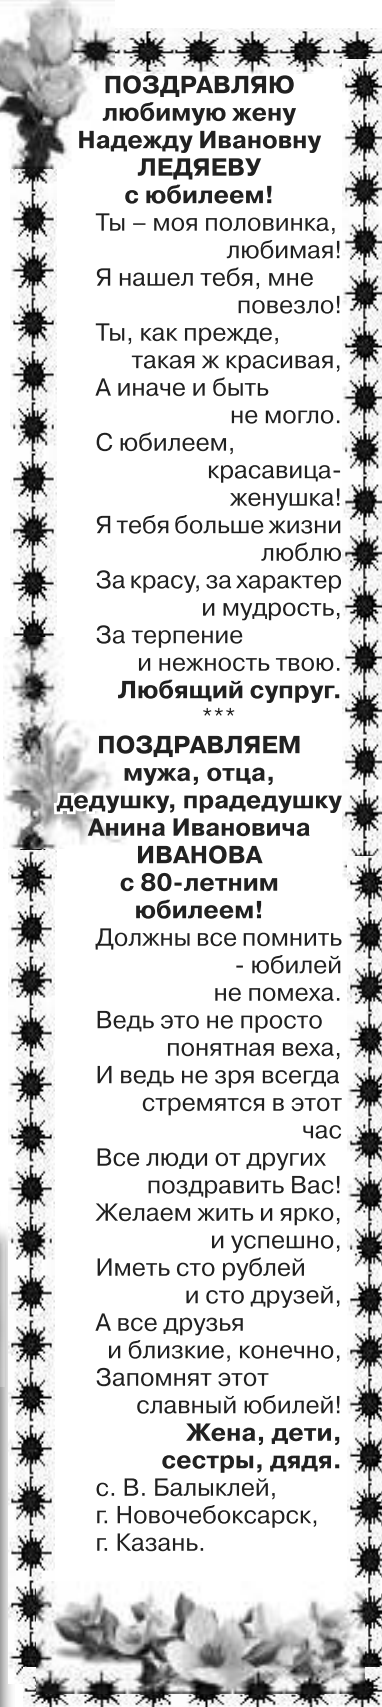 ПОЗДРАВЛЯЮ
любимую жену
Надежду Ивановну
ЛЕДЯЕВУ
с юбилеем!
Ты – моя половинка,
любимая!
Я нашел тебя, мне
повезло!
Ты, как прежде,
такая ж красивая,
А иначе и быть
не могло.
С юбилеем,
красавица-
женушка!
Я тебя больше жизни
люблю
За красу, за характер
и мудрость,
За терпение
и нежность твою.
Любящий супруг.
***
ПОЗДРАВЛЯЕМ
мужа, отца,
дедушку, прадедушку
Анина Ивановича
ИВАНОВА
с 80-летним
юбилеем!
Должны все помнить
- юбилей
не помеха.
Ведь это не просто
понятная веха,
И ведь не зря всегда
стремятся в этот
час
Все люди от других
поздравить Вас!
Желаем жить и ярко,
и успешно,
Иметь сто рублей
и сто друзей,
А все друзья
и близкие, конечно,
Запомнят этот
славный юбилей!
Жена, дети,
сестры, дядя.
с. В. Балыклей,
г. Новочебоксарск,
г. Казань.